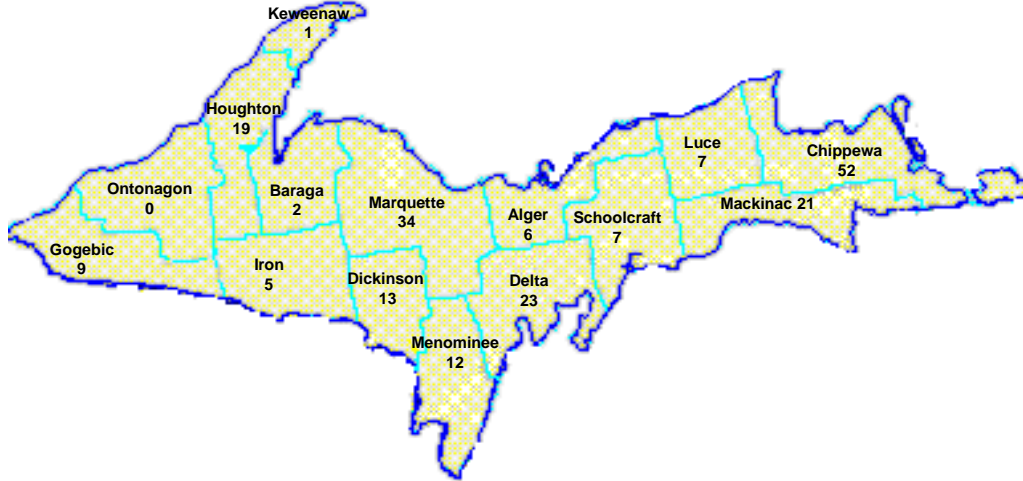 Keweenaw
1
Houghton
19
Ontonagon
0
Baraga
2
Gogebic
9
Iron
5
Marquette
34
Dickinson
13
Menominee
12
Alger
6
Delta
23
Schoolcraft
7
Luce
7
Mackinac 21
Chippewa
52